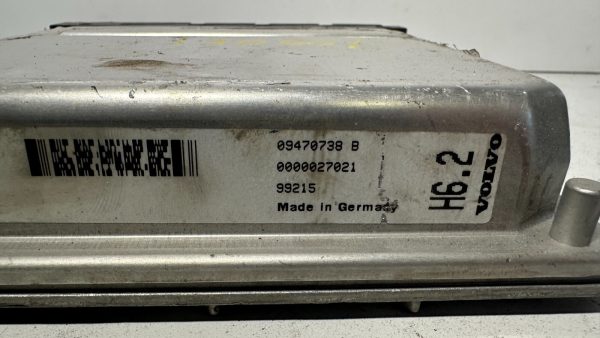 09470738 B
0000027021
99215
Made in Germany
H6.2
VOLVO